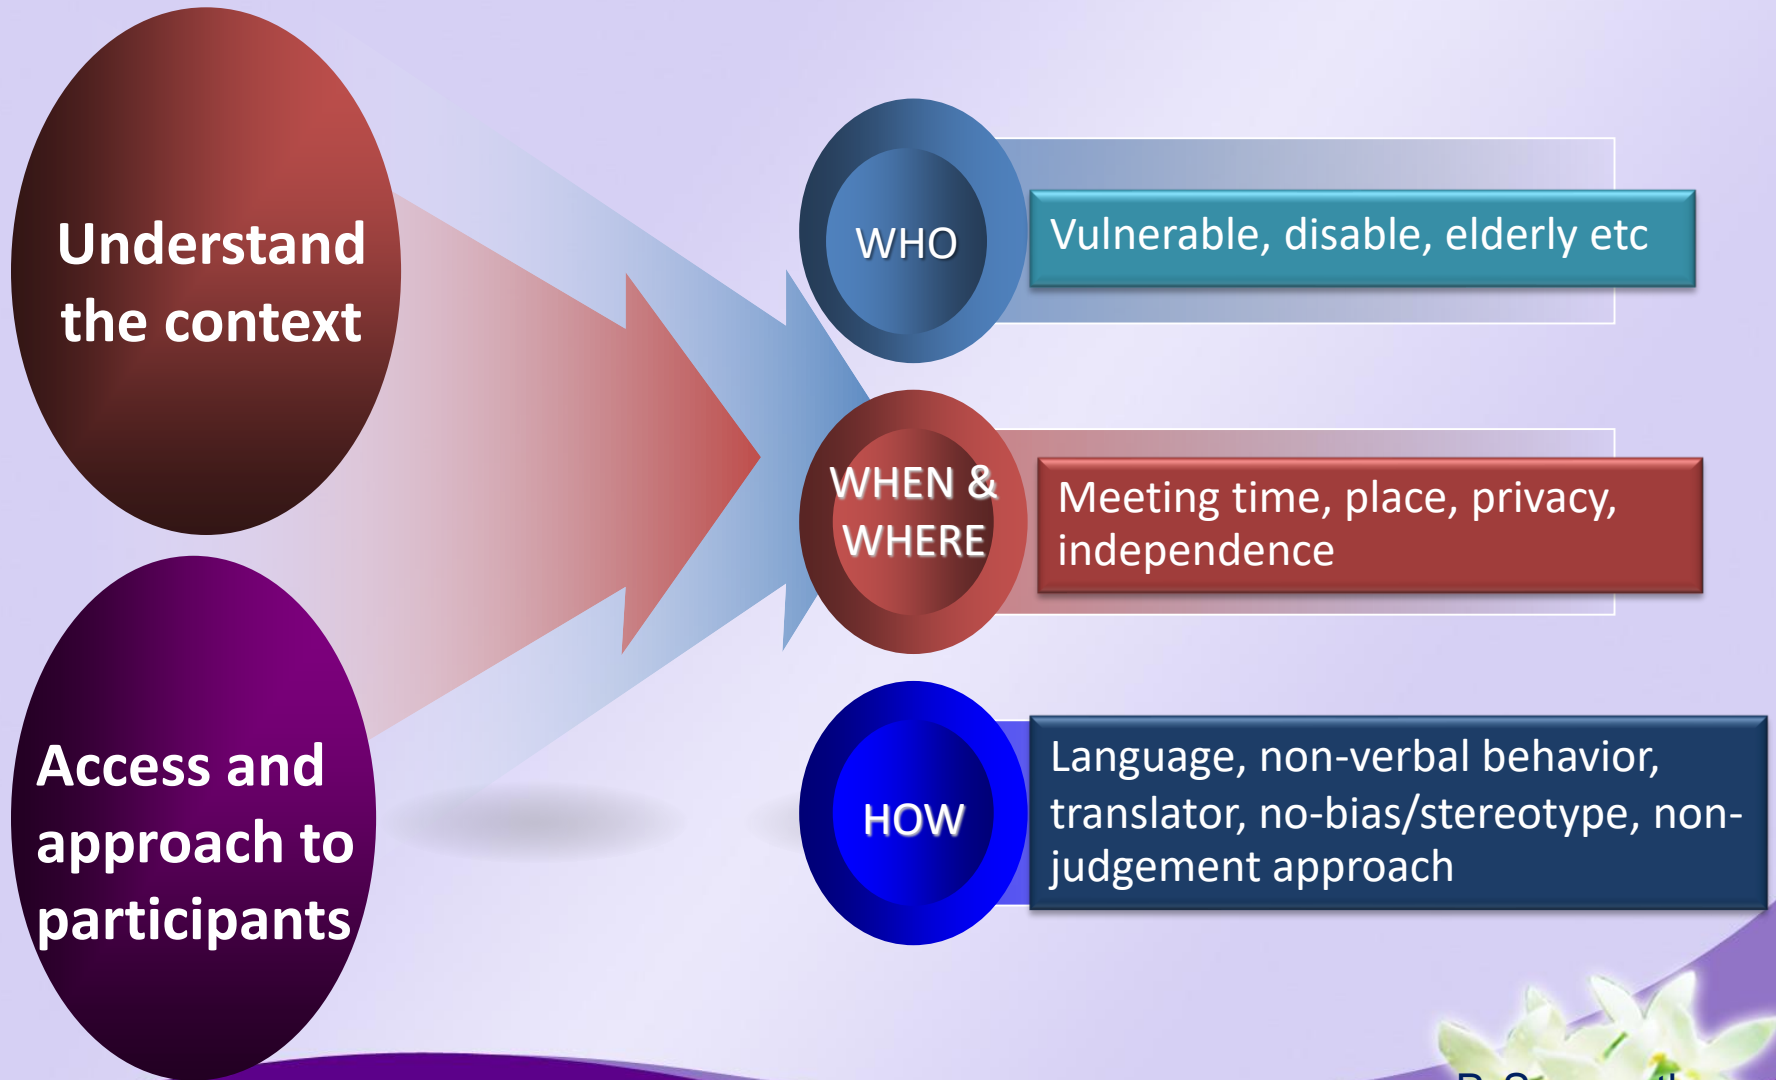 Understand
the context
Access and
approach to
participants
WHO
Vulnerable, disable, elderly etc
WHEN &
WHERE
Meeting time, place, privacy,
independence
HOW
Language, non-verbal behavior,
translator, no-bias/stereotype, non-
judgement approach